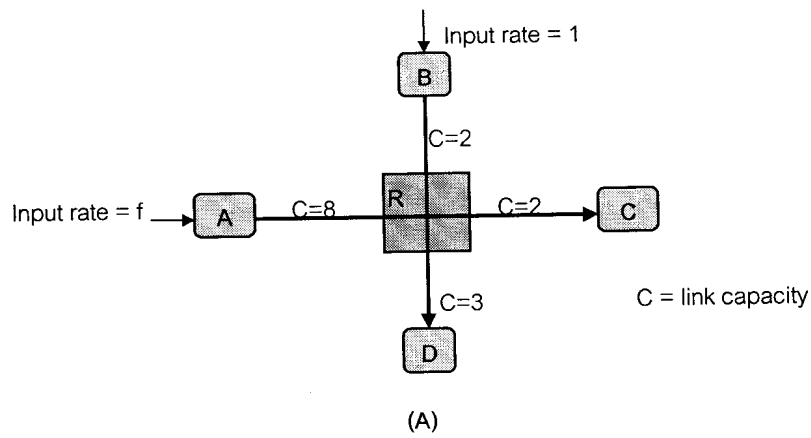 Input rate = 1
B
C=2
R
Input rate = f
A
C=8
C=2
C
C=3
C = link capacity
D
(A)